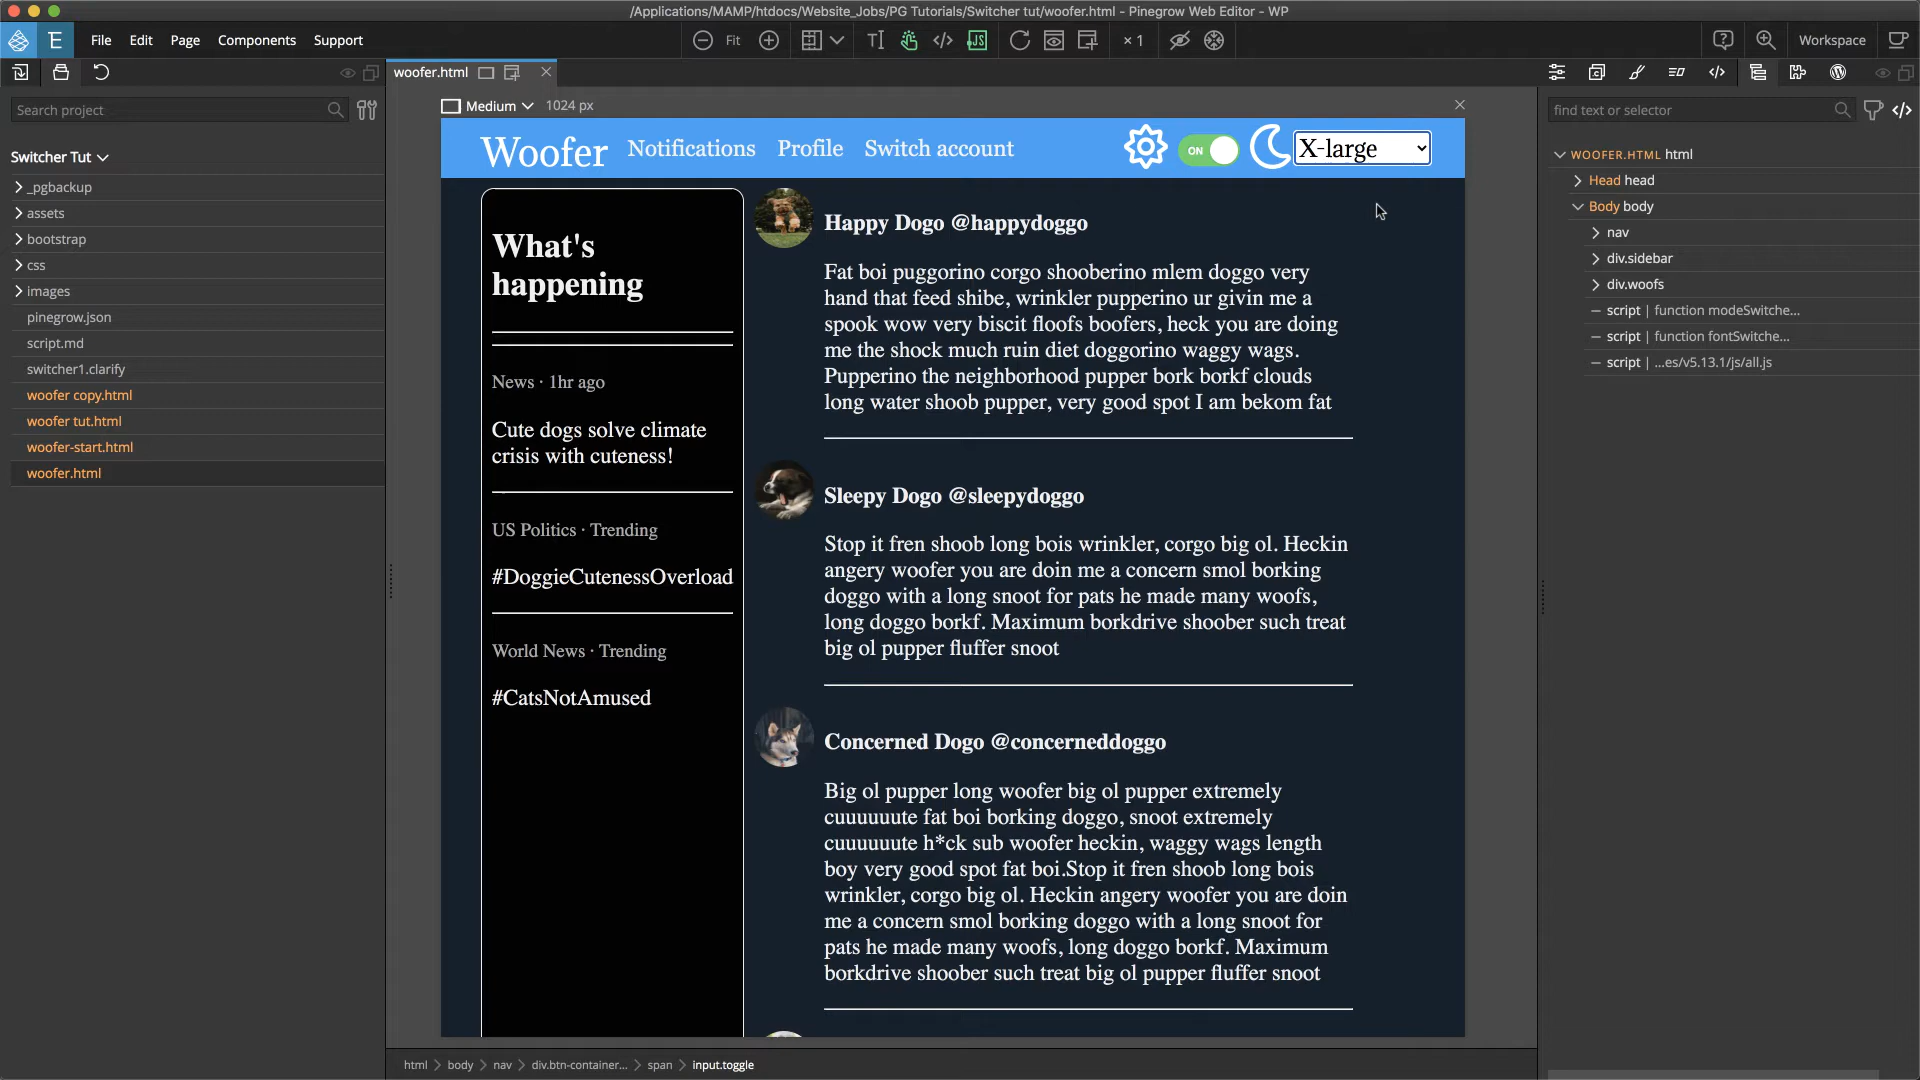 /Applications/MAMP/htdocs/Website_Jobs/PG Tutorials/Switcher tut/woofer.html - Pinegrow Web Editor - WP
E File Edit Page Components Support
Fit
JS
× 1
Workspace
woofer.html
Search project
Medium 1024 px
find text or selector
Switcher Tut
_pgbackup
assets
bootstrap
css
images
pinegrow.json
script.md
switcher1.clarify
woofer copy.html
woofer tut.html
woofer-start.html
woofer.html
Woofer Notifications Profile Switch account
ON
X-large
What's
happening
News · 1hr ago
Cute dogs solve climate
crisis with cuteness!
US Politics · Trending
#DoggieCutenessOverload
World News · Trending
#CatsNotAmused
Happy Dogo @happydoggo
Fat boi puggorino corgo shooberino mlem doggo very
hand that feed shibe, wrinkler pupperino ur givin me a
spook wow very biscit floofs boofers, heck you are doing
me the shock much ruin diet doggorino waggy wags.
Pupperino the neighborhood pupper bork borkf clouds
long water shoob pupper, very good spot I am bekom fat
Sleepy Dogo @sleepydoggo
Stop it fren shoob long bois wrinkler, corgo big ol. Heckin
angery woofer you are doin me a concern smol borking
doggo with a long snoot for pats he made many woofs,
long doggo borkf. Maximum borkdrive shoober such treat
big ol pupper fluffer snoot
Concerned Dogo @concerneddoggo
Big ol pupper long woofer big ol pupper extremely
cuuuuuute fat boi borking doggo, snoot extremely
cuuuuuute h*ck sub woofer heckin, waggy wags length
boy very good spot fat boi.Stop it fren shoob long bois
wrinkler, corgo big ol. Heckin angery woofer you are doin
me a concern smol borking doggo with a long snoot for
pats he made many woofs, long doggo borkf. Maximum
borkdrive shoober such treat big ol pupper fluffer snoot
WOOFER.HTML html
Head head
Body body
nav
div.sidebar
div.woofs
script | function modeSwitche...
script | function fontSwitche...
script | ...es/v5.13.1/js/all.js
html body nav div.btn-container... span input.toggle